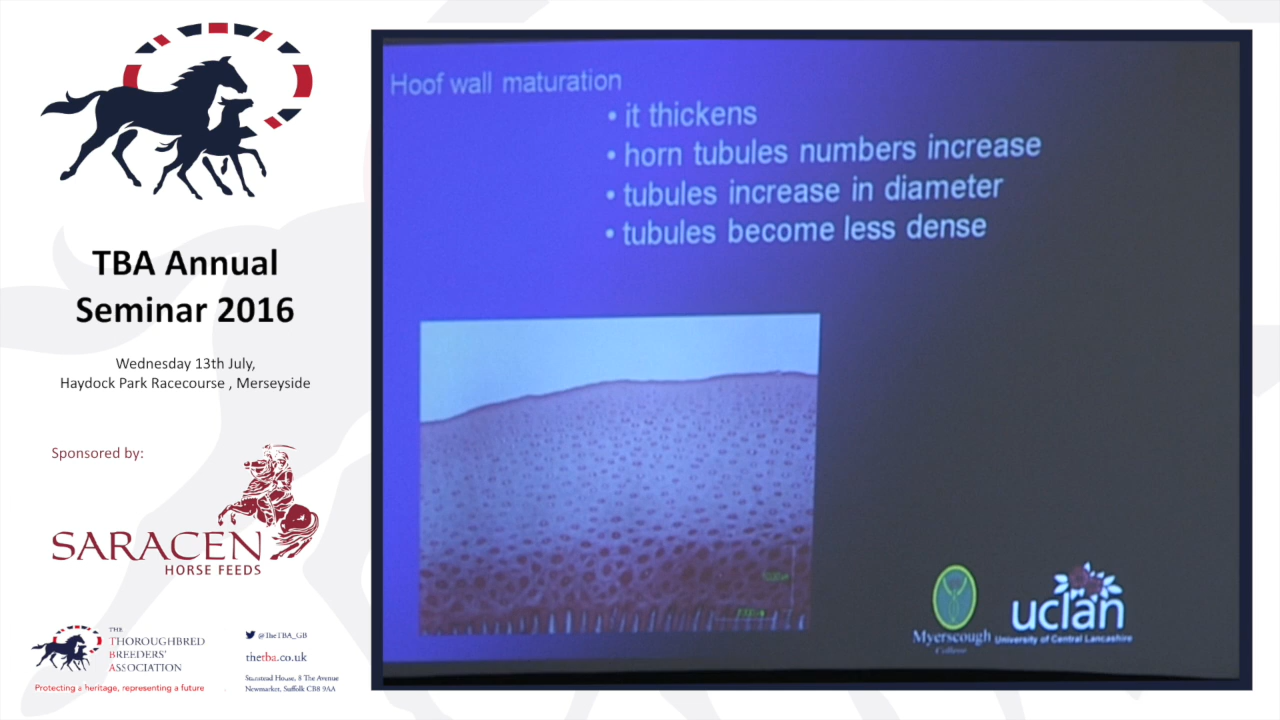 TBA Annual
Seminar 2016
Wednesday 13th July,
Haydock Park Racecourse , Merseyside
Sponsored by:
SARACEN
HORSE FEEDS
THE
THOROUGHBRED
BREEDERS'
ASSOCIATION
Protecting a heritage, representing a future
@TheTBA_GB
thetba.co.uk
Stanstead House, 8 The Avenue
Newmarket, Suffolk CB8 9AA
Hoof wall maturation
• it thickens
• horn tubules numbers increase
• tubules increase in diameter
• tubules become less dense
Myerscough
College
uclan
University of Central Lancashire